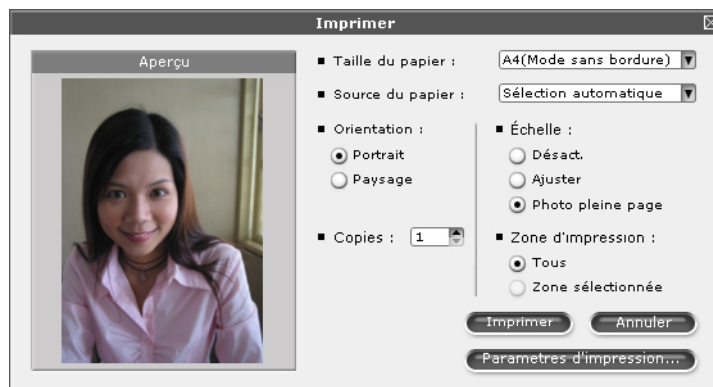 Imprimer
Aperçu
Taille du papier :
A4(Mode sans bordure)
Source du papier :
Sélection automatique
Orientation :
Portrait
Paysage
Échelle :
Désact.
Ajuster
Photo pleine page
Copies : 1
Zone d'impression :
Tous
Zone sélectionnée
Imprimer
Annuler
Parametres d'impression...